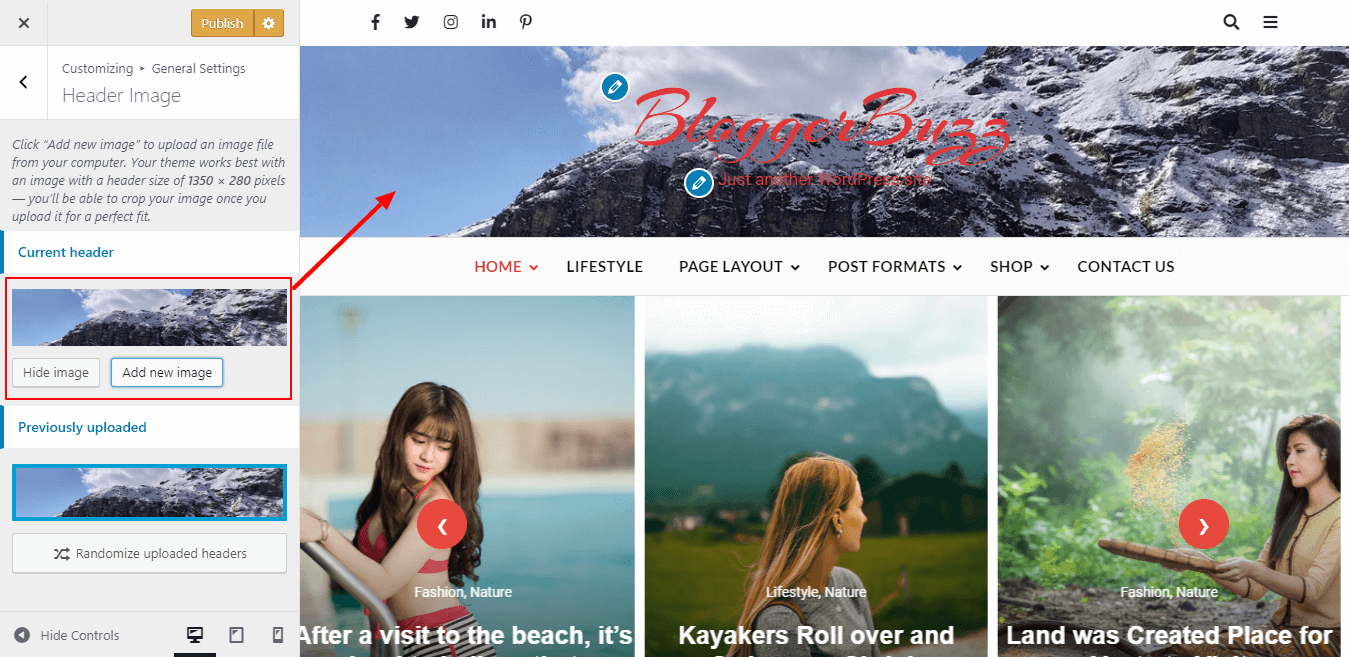 Publish
Customizing ▸ General Settings
Header Image
Click “Add new image” to upload an image file
from your computer. Your theme works best with
an image with a header size of 1350 × 280 pixels
— you’ll be able to crop your image once you
upload it for a perfect fit.
Current header
Hide image
Add new image
Previously uploaded
Randomize uploaded headers
Hide Controls
BloggerBuzz
Just another WordPress site
HOME
LIFESTYLE
PAGE LAYOUT
POST FORMATS
SHOP
CONTACT US
Fashion, Nature
After a visit to the beach, it’s
Lifestyle, Nature
Kayakers Roll over and
Fashion, Nature
Land was Created Place for